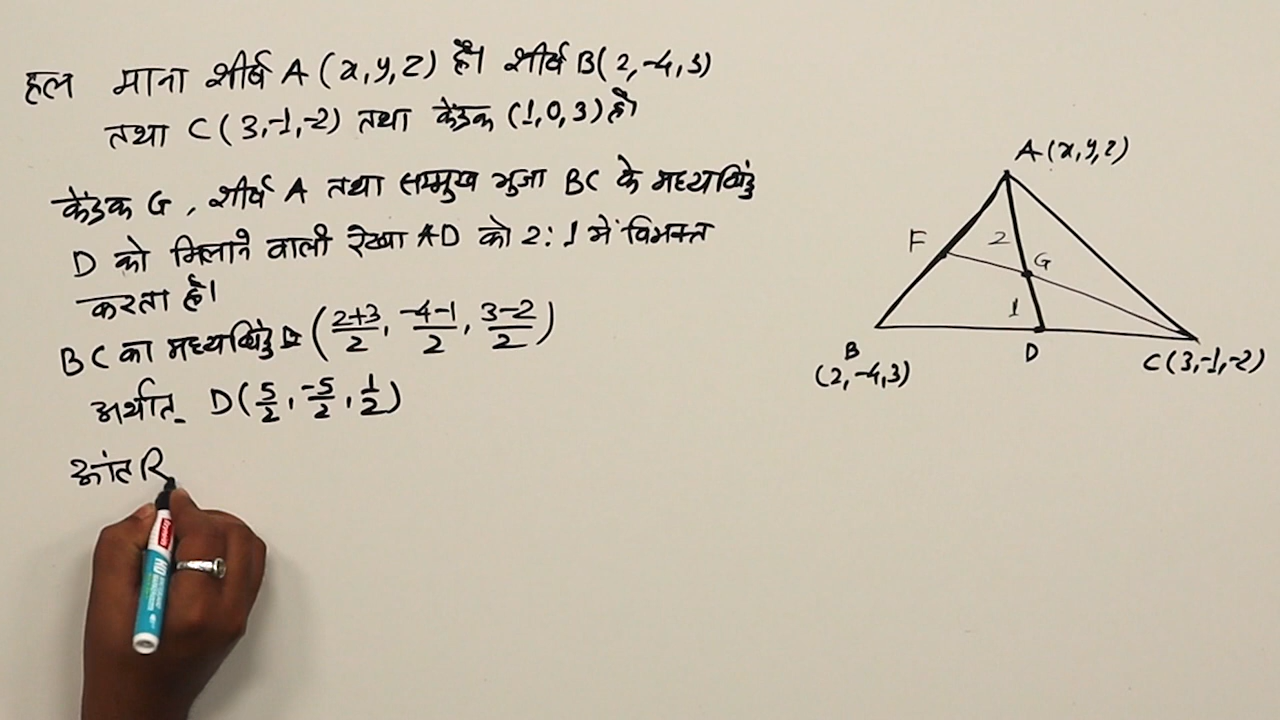 हल माना शीर्ष A(x,y,z) है। शीर्ष B(2,-4,3)
तथा C(3,-1,-2) तथा केंद्रक (1,0,3) है।
केंद्रक G, शीर्ष A तथा सम्मुख भुजा BC के मध्यबिंदु
D को मिलाने वाली रेखा AD को 2:1 में विभक्त
करता है।
BC का मध्यबिंदु D (2+3/2, -4-1/2, 3-2/2)
अर्थात D(5/2, -5/2, 1/2)
आंतरि
A(x,y,z)
F
2
G
1
B
D
(2,-4,3)
C(3,-1,-2)